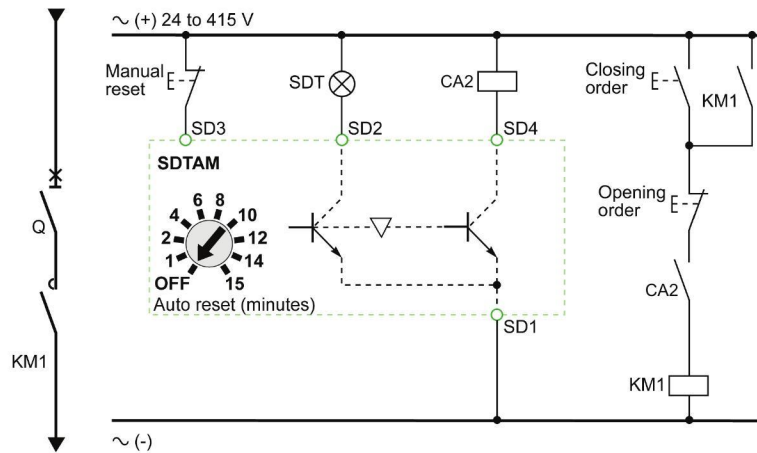 ∿ (+) 24 to 415 V
Manual
reset
SDT
CA2
Closing
order
KM1
SD3
SD2
SD4
SDTAM
6 8
4 10
2 12
1 14
OFF 15
Auto reset (minutes)
SD1
Q
KM1
Opening
order
CA2
KM1
∿ (-)